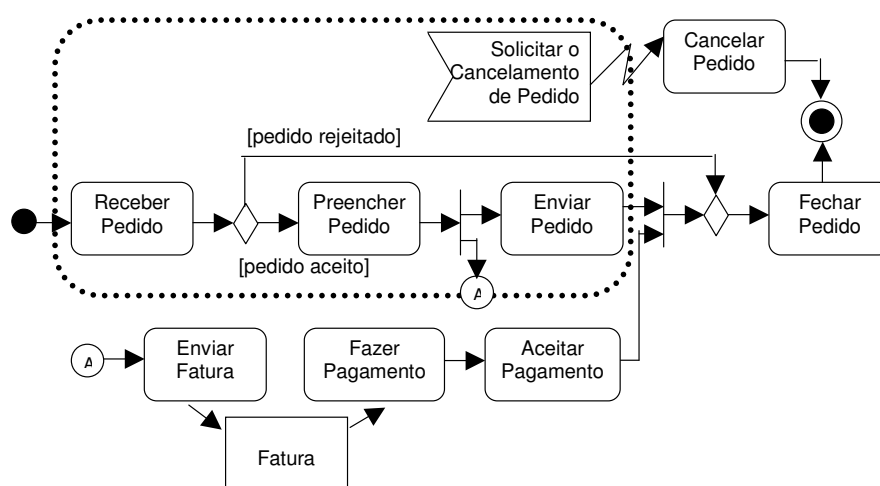 Solicitar o
Cancelamento
de Pedido
Cancelar
Pedido
[pedido rejeitado]
Receber
Pedido
Preencher
Pedido
Enviar
Pedido
Fechar
Pedido
[pedido aceito]
A
A
Enviar
Fatura
Fazer
Pagamento
Aceitar
Pagamento
Fatura